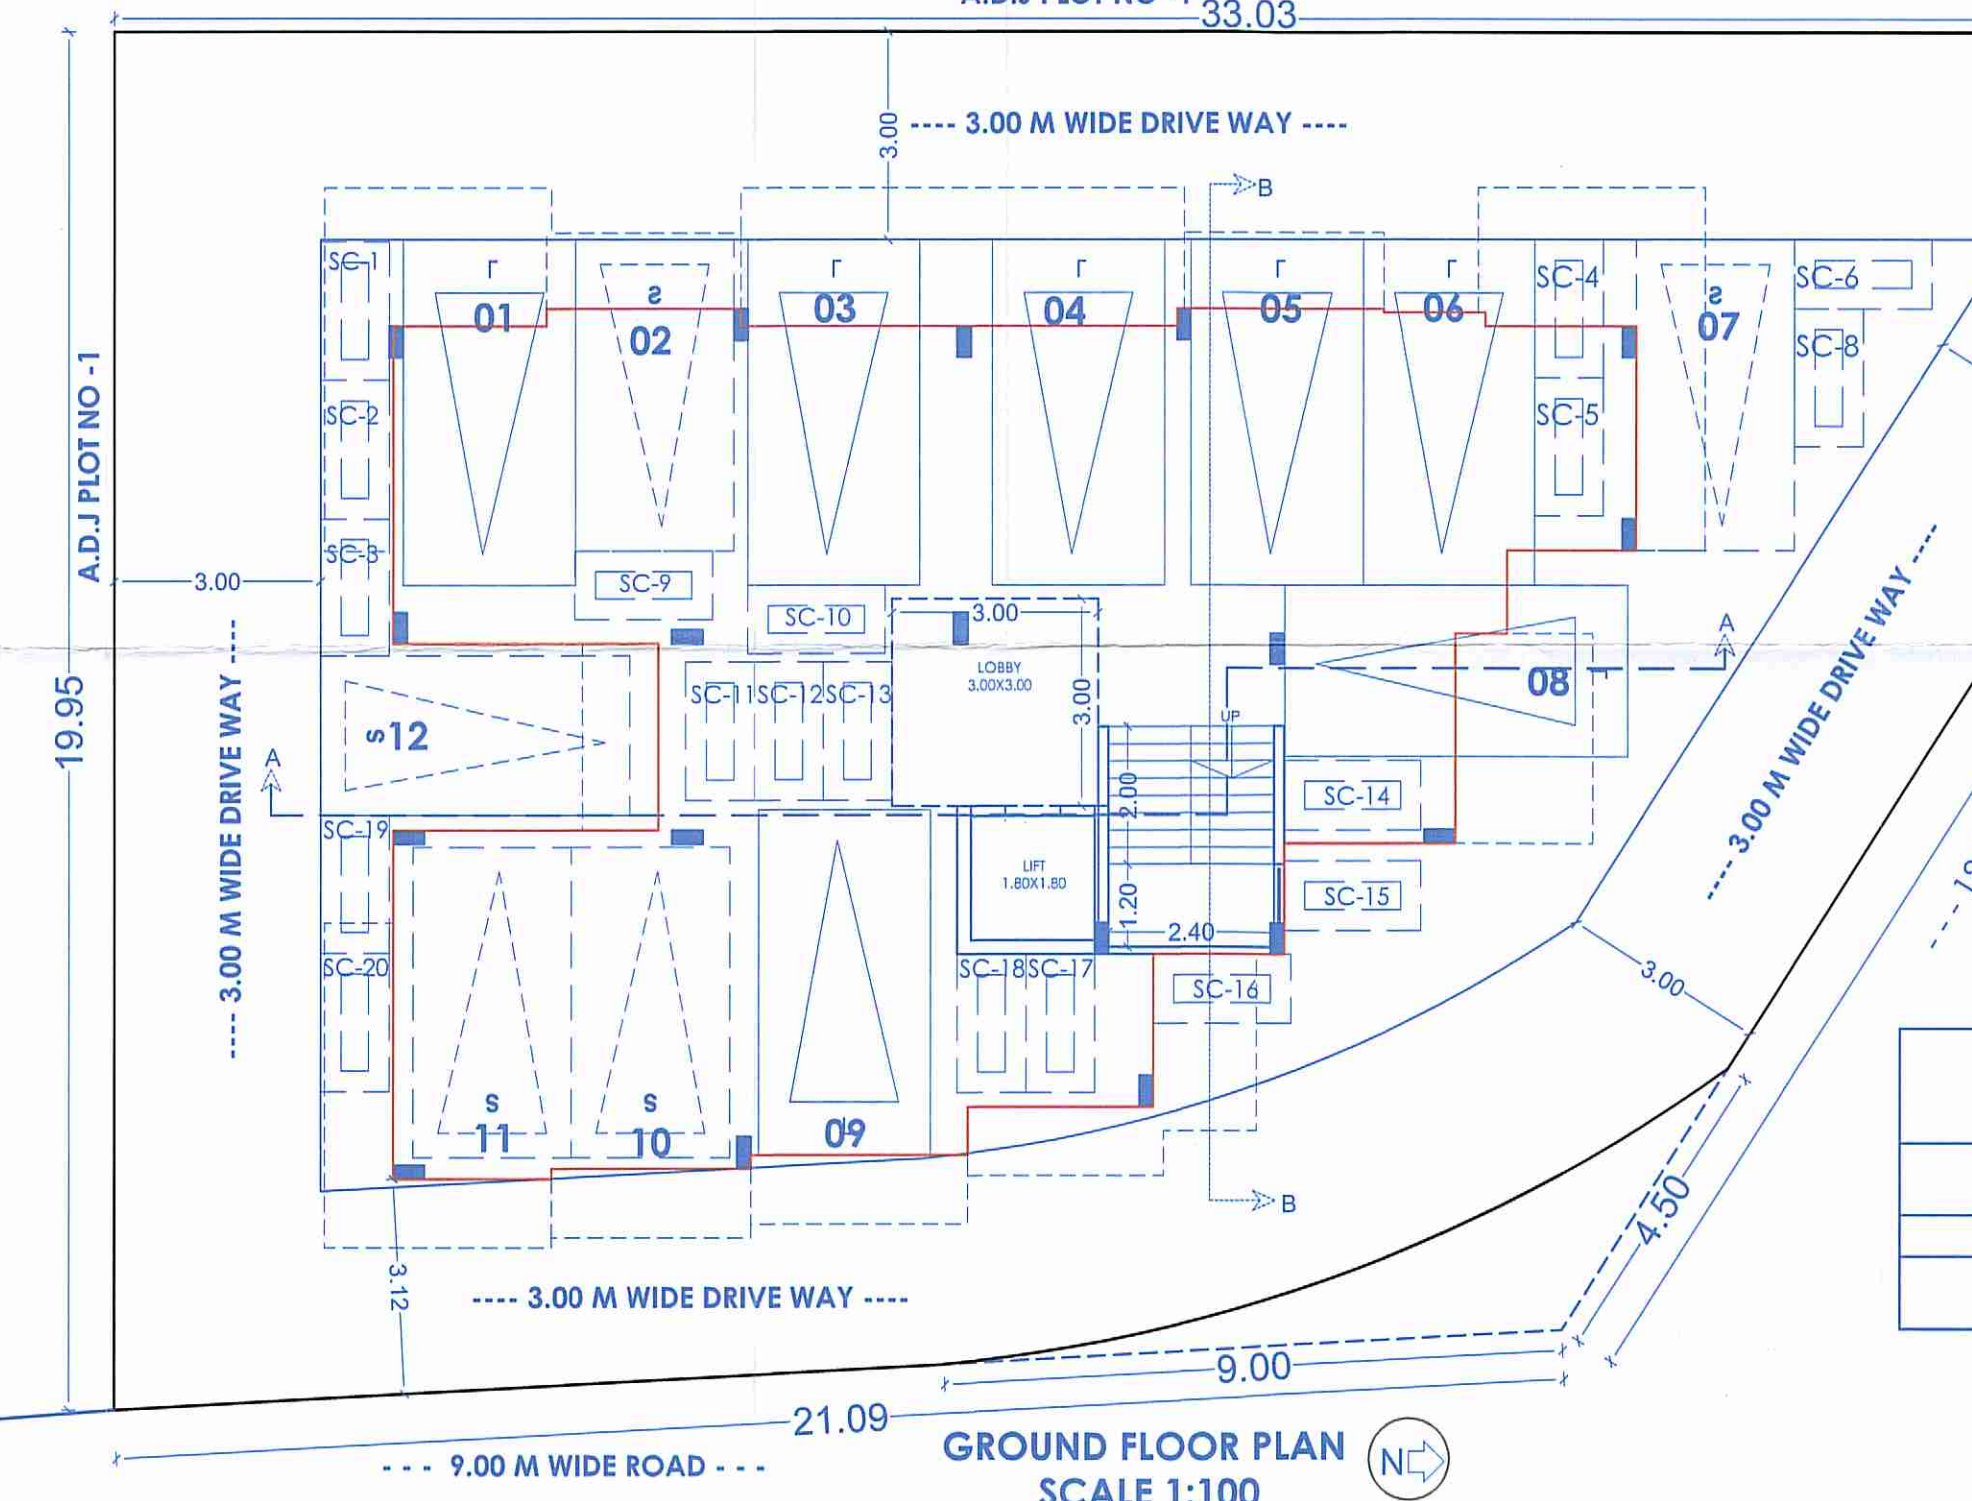 33.03
3.00
---- 3.00 M WIDE DRIVE WAY ----
B
SC-1
L
01
s
02
L
03
L
04
L
05
L
06
SC-4
s
07
SC-6
SC-8
SC-2
SC-5
A.D.J PLOT NO -1
SC-3
3.00
SC-9
SC-10
3.00
LOBBY
3.00X3.00
3.00
A
08
L
---- 3.00 M WIDE DRIVE WAY ----
19.95
---- 3.00 M WIDE DRIVE WAY ----
A
s 12
SC-11
SC-12
SC-13
UP
2.00
SC-14
SC-19
LIFT
1.80X1.80
1.20
2.40
SC-15
SC-20
SC-18
SC-17
SC-16
3.00
s
11
s
10
L
09
B
4.50
3.12
---- 3.00 M WIDE DRIVE WAY ----
9.00
21.09
--- 9.00 M WIDE ROAD ---
GROUND FLOOR PLAN
N
SCALE 1:100